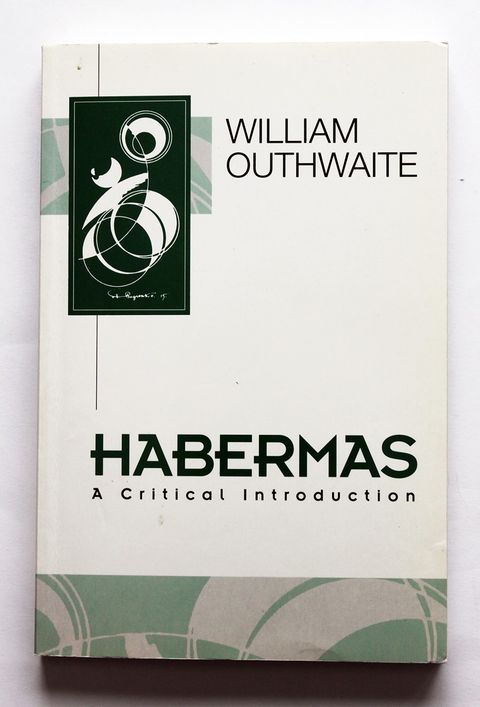 WILLIAM
OUTHWAITE
HABERMAS
A Critical Introduction